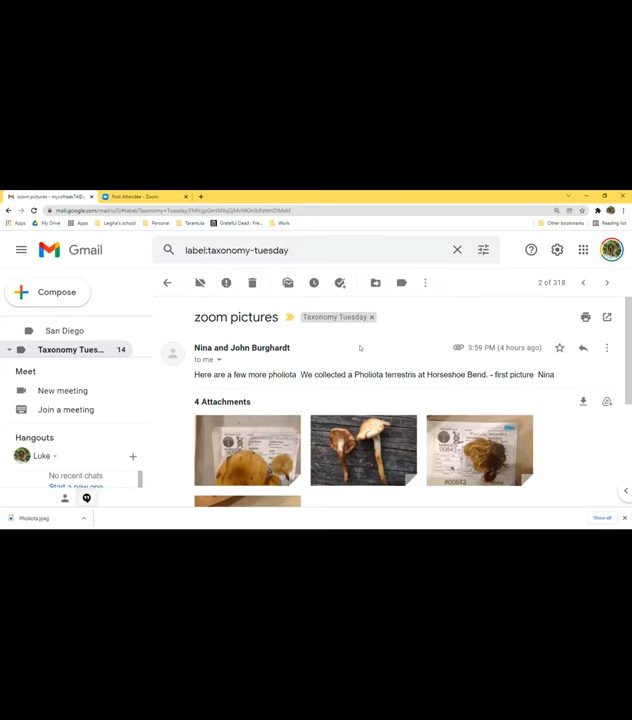 zoom pictures - mycofreak74@g
Post Attendee - Zoom
Apps
My Drive
Apps
Leigha's school
Personal
Tarantula
Grateful Dead: Fre...
Work
Other bookmarks
Reading list
Gmail
label:taxonomy-tuesday
Compose
2 of 318
San Diego
zoom pictures
Taxonomy Tuesday
Taxonomy Tues...
14
Nina and John Burghardt
3:59 PM (4 hours ago)
to me
Meet
Here are a few more pholiota We collected a Pholiota terrestris at Horseshoe Bend. - first picture Nina
New meeting
4 Attachments
Join a meeting
Hangouts
Luke
00843
#00843
No recent chats
Start a new one
Pholiota.jpeg
Show all